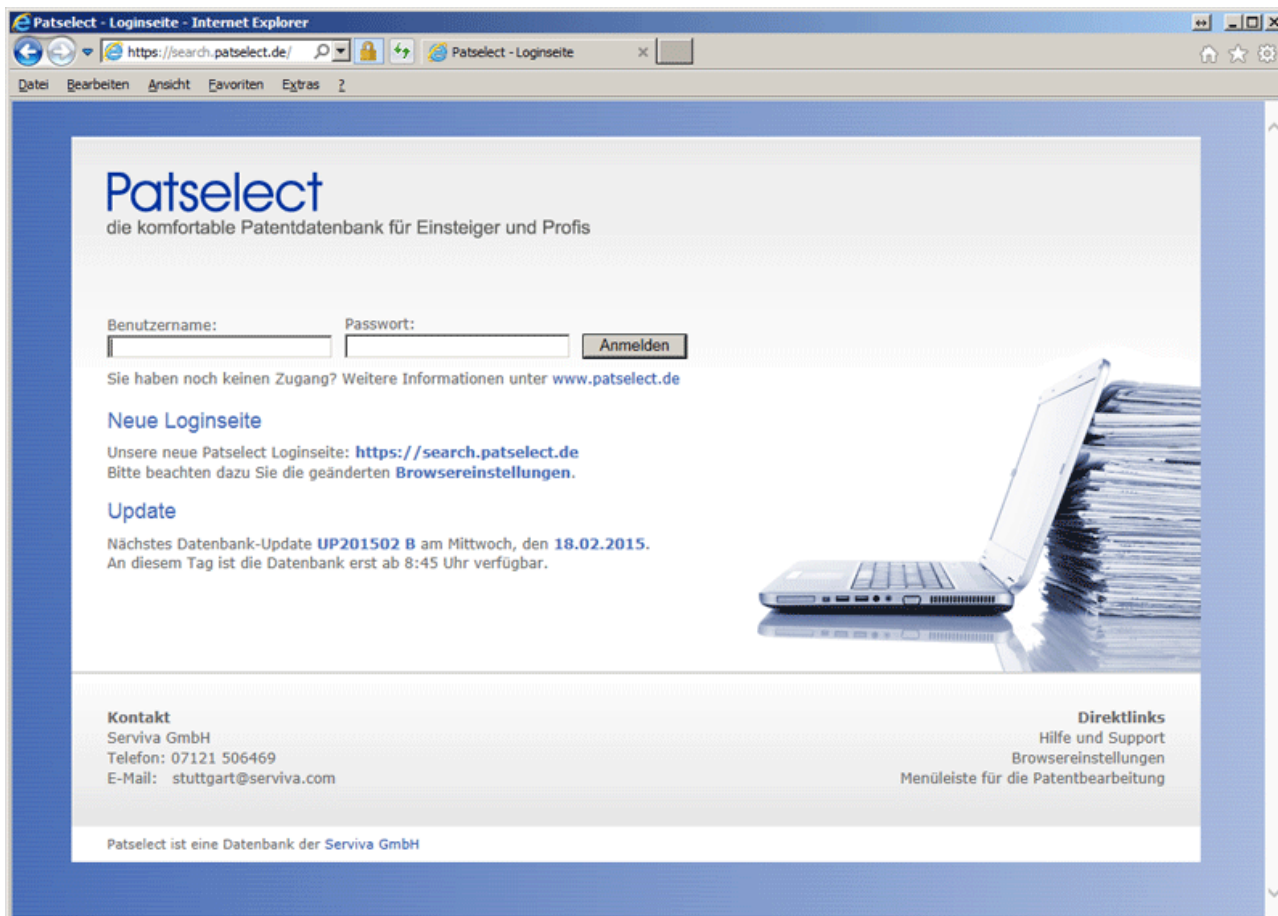 Patselect - Loginseite - Internet Explorer
https://search.patselect.de/
Patselect - Loginseite
Datei Bearbeiten Ansicht Favoriten Extras ?
Patselect
die komfortable Patentdatenbank für Einsteiger und Profis
Benutzername: Passwort:
Anmelden
Sie haben noch keinen Zugang? Weitere Informationen unter www.patselect.de
Neue Loginseite
Unsere neue Patselect Loginseite: https://search.patselect.de
Bitte beachten dazu Sie die geänderten Browsereinstellungen.
Update
Nächstes Datenbank-Update UP201502 B am Mittwoch, den 18.02.2015.
An diesem Tag ist die Datenbank erst ab 8:45 Uhr verfügbar.
Kontakt
Serviva GmbH
Telefon: 07121 506469
E-Mail: stuttgart@serviva.com
Direktlinks
Hilfe und Support
Browsereinstellungen
Menüleiste für die Patentbearbeitung
Patselect ist eine Datenbank der Serviva GmbH